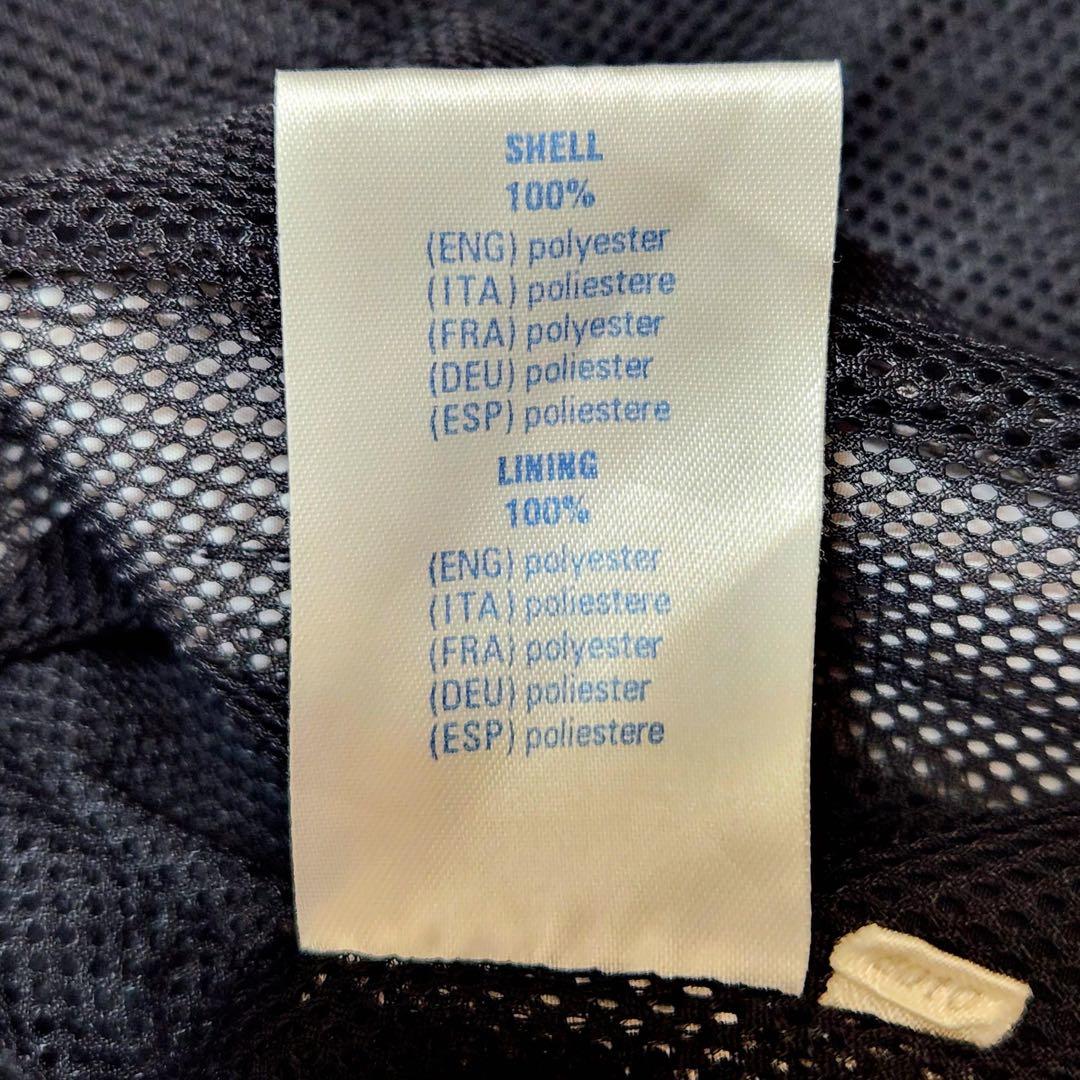 SHELL
100%
(ENG) polyester
(ITA) poliestere
(FRA) polyester
(DEU) poliester
(ESP) poliestere
LINING
100%
(ENG) polyester
(ITA) poliestere
(FRA) polyester
(DEU) poliester
(ESP) poliestere